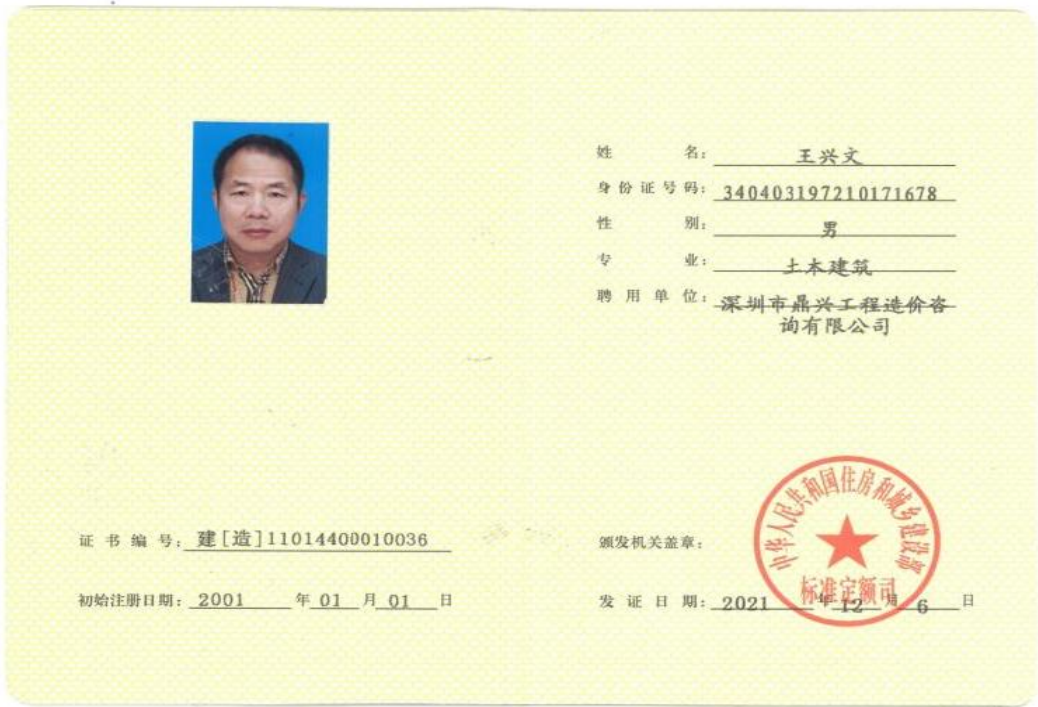 姓 名: 王兴文
身份证号码: 340403197210171678
性 别: 男
专 业: 土木建筑
聘用单位: 深圳市鼎兴工程造价咨
询有限公司
证书编号: 建[造]11014400010036
颁发机关盖章:
中华人民共和国住房和城乡建设部
标准定额司
初始注册日期: 2001 年 01 月 01 日
发证日期: 2021 年 12 月 6 日